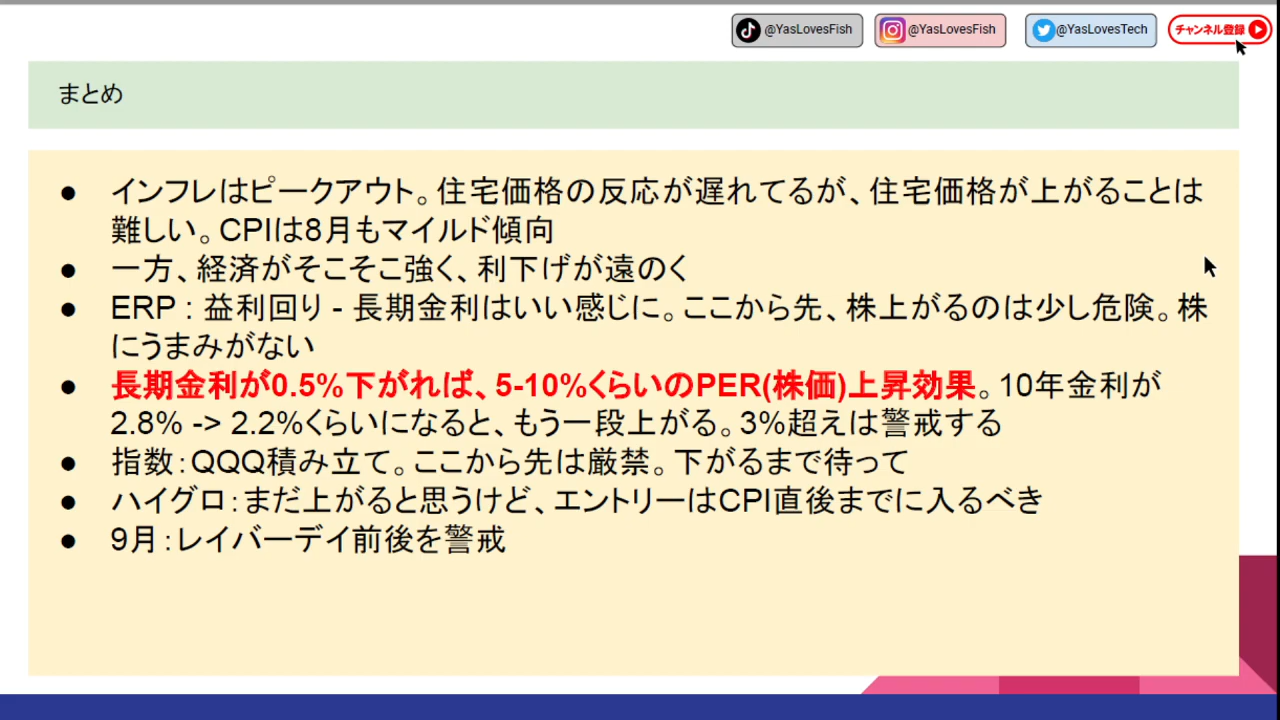 @YasLovesFish @YasLovesFish @YasLovesTech チャンネル登録
まとめ
● インフレはピークアウト。住宅価格の反応が遅れてるが、住宅価格が上がることは
難しい。CPIは8月もマイルド傾向
● 一方、経済がそこそこ強く、利下げが遠のく
● ERP : 益利回り - 長期金利はいい感じに。ここから先、株上がるのは少し危険。株
にうまみがない
● 長期金利が0.5%下がれば、5-10%くらいのPER(株価)上昇効果。10年金利が
2.8% -> 2.2%くらいになると、もう一段上がる。3%超えは警戒する
● 指数：QQQ積み立て。ここから先は厳禁。下がるまで待って
● ハイグロ：まだ上がると思うけど、エントリーはCPI直後までに入るべき
● 9月：レイバーデイ前後を警戒